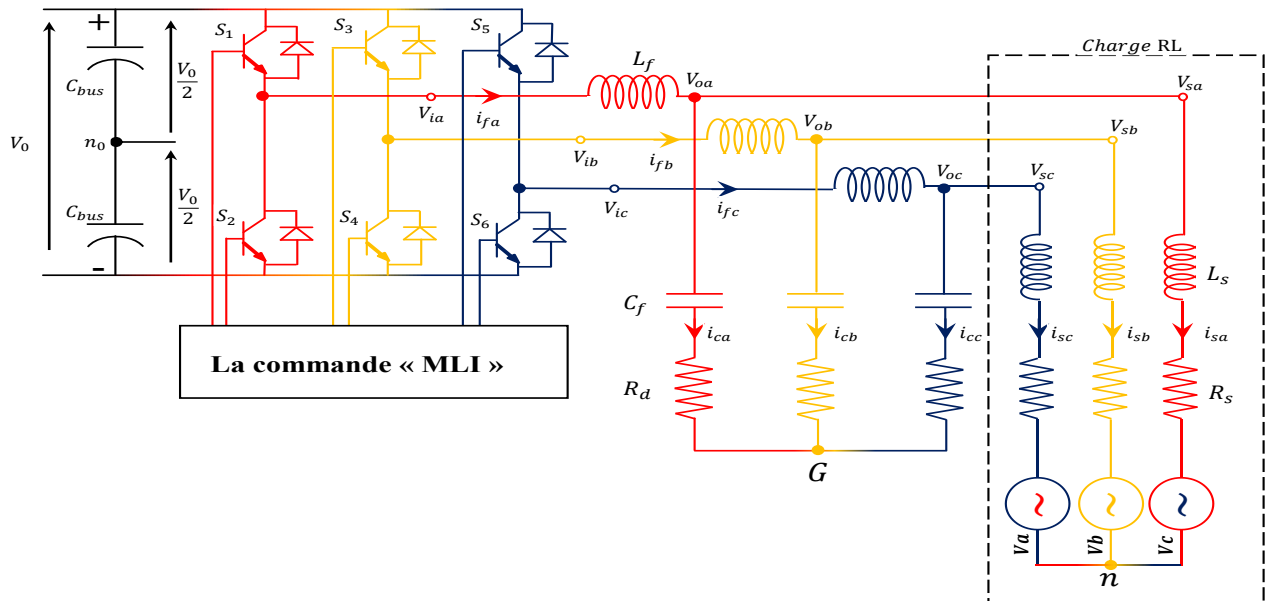 Charge RL
+
S1
S3
S5
Lf
Voa
Vsa
Cbus
V0/2
Via
ifa
Vob
Vsb
V0
n0
Vib
ifb
Voc
Vsc
Cbus
V0/2
S2
S4
S6
Vic
ifc
-
Ls
Cf
ica
icb
icc
isc
isb
isa
La commande « MLI »
Rd
Rs
G
~
~
~
Va
Vb
Vc
n